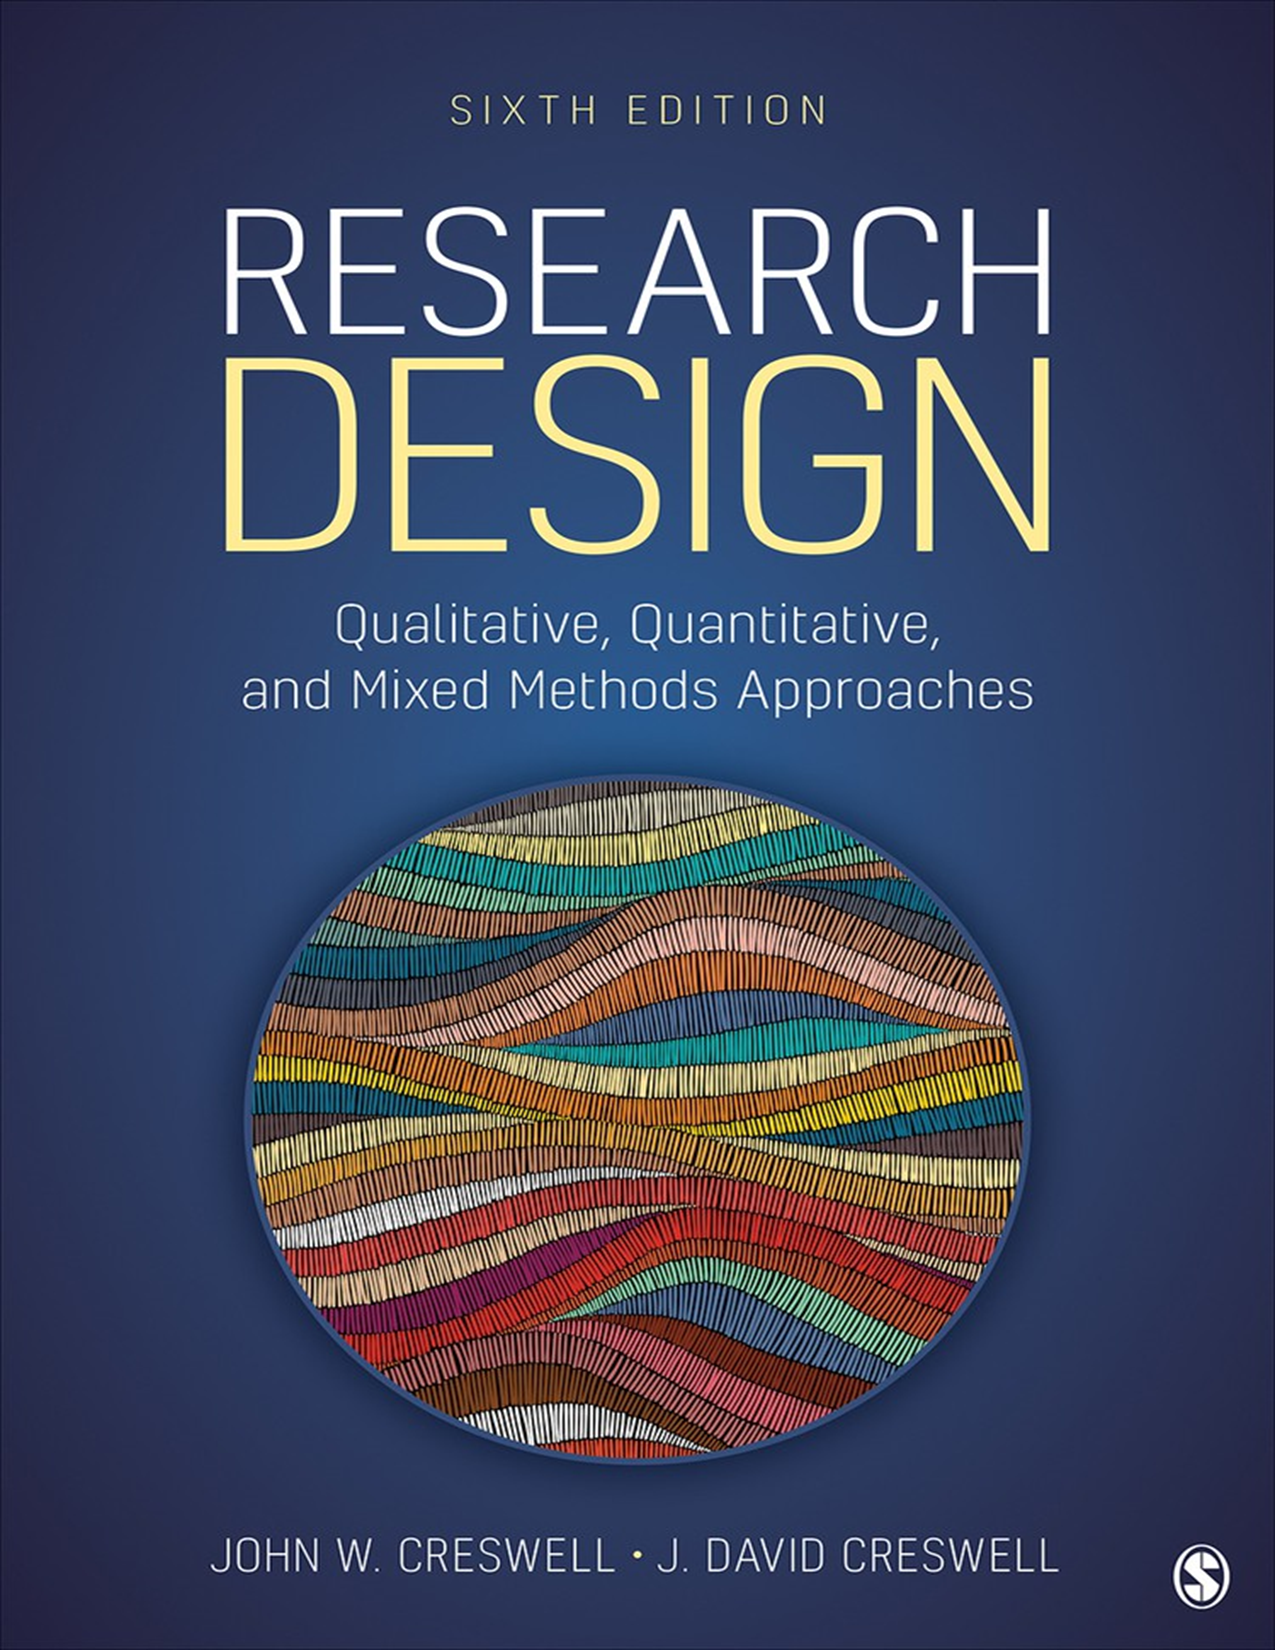 SIXTH EDITION
RESEARCH
DESIGN
Qualitative, Quantitative,
and Mixed Methods Approaches
JOHN W. CRESWELL • J. DAVID CRESWELL
S